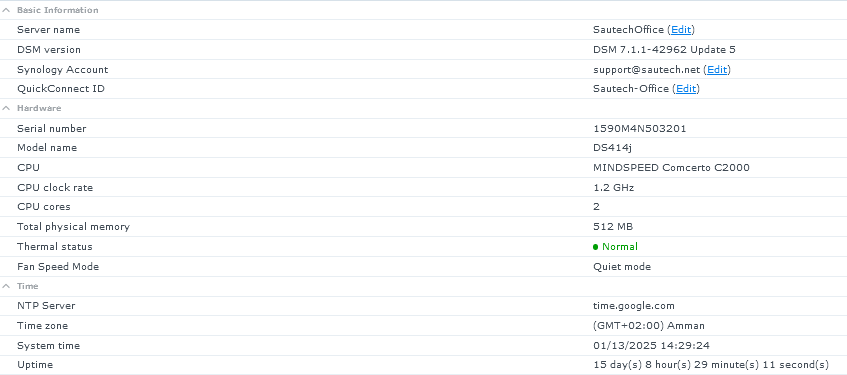 Basic Information
Server name SautechOffice (Edit)
DSM version DSM 7.1.1-42962 Update 5
Synology Account support@sautech.net (Edit)
QuickConnect ID Sautech-Office (Edit)
Hardware
Serial number 1590M4N503201
Model name DS414j
CPU MINDSPEED Comcerto C2000
CPU clock rate 1.2 GHz
CPU cores 2
Total physical memory 512 MB
Thermal status Normal
Fan Speed Mode Quiet mode
Time
NTP Server time.google.com
Time zone (GMT+02:00) Amman
System time 01/13/2025 14:29:24
Uptime 15 day(s) 8 hour(s) 29 minute(s) 11 second(s)